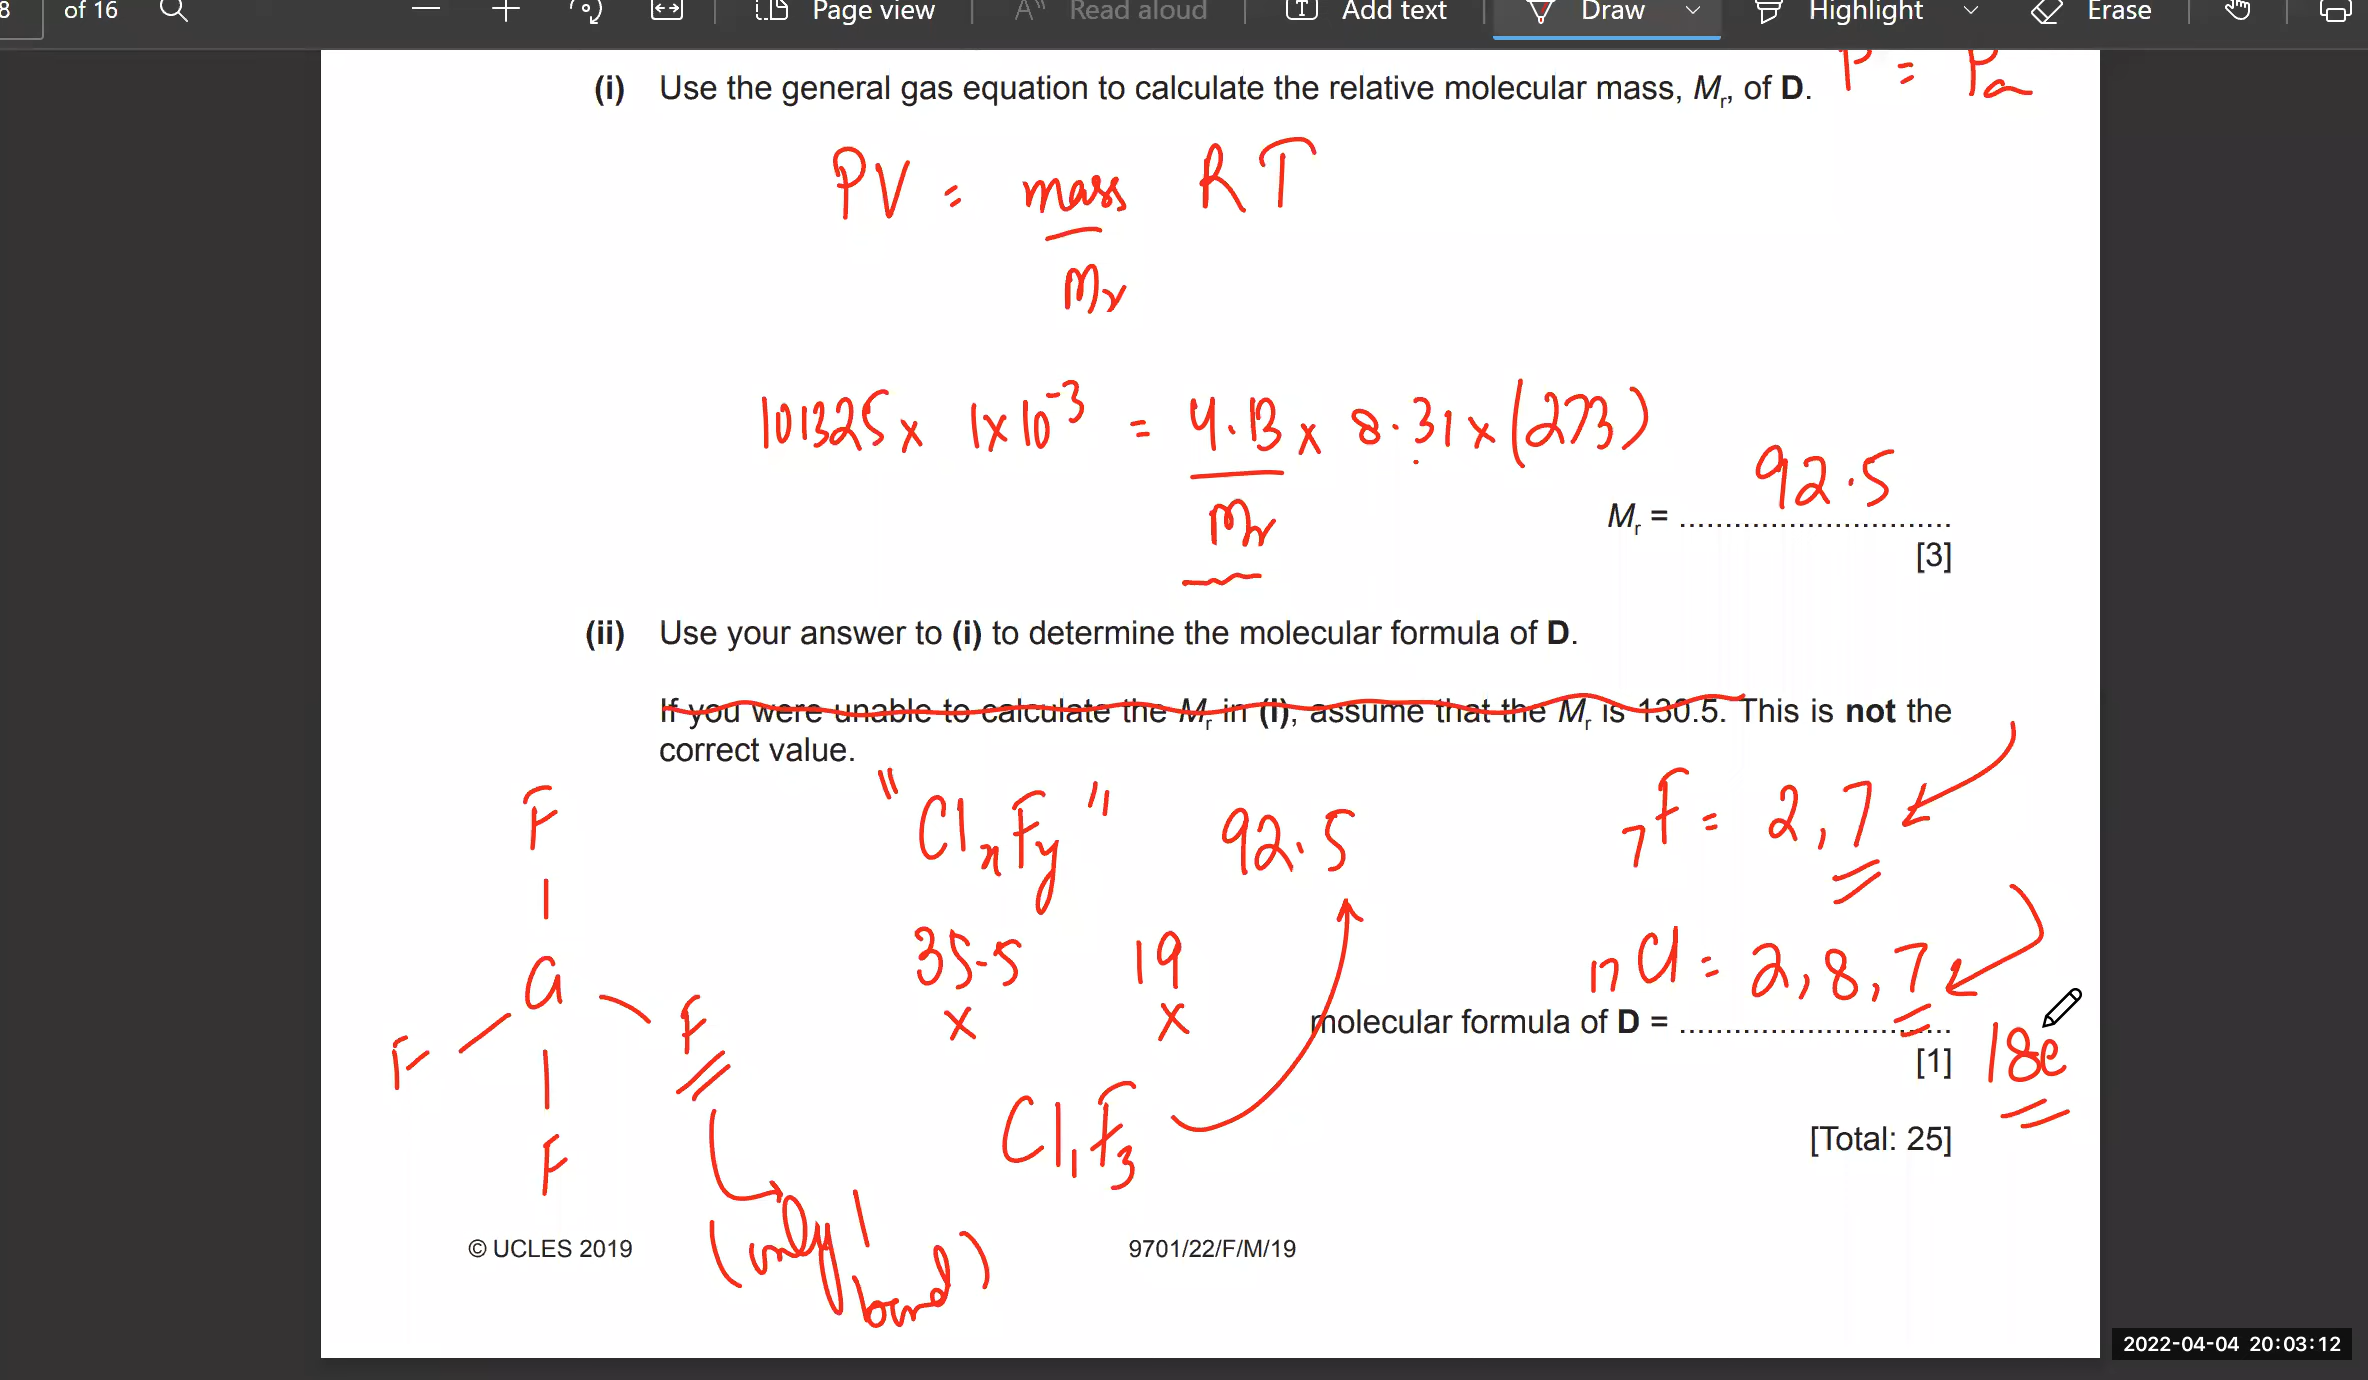 8 of 16 Page view Read aloud Add text Draw Highlight Erase
(i) Use the general gas equation to calculate the relative molecular mass, Mr, of D. P = Pa
PV = mass RT
Mr
101325 x 1x10-3 = 4.13 x 8.31 x (273)
Mr
92.5
Mr = ..............................
[3]
(ii) Use your answer to (i) to determine the molecular formula of D.
If you were unable to calculate the Mr in (i), assume that the Mr is 130.5. This is not the
correct value.
"ClxFy" 92.5
7F = 2,7
F
35.5 19
17Cl = 2,8,7
Cl
F F
x x
molecular formula of D = ..............................
[1] 18e
Cl1F3
F
[Total: 25]
(only 1
bond)
© UCLES 2019 9701/22/F/M/19
2022-04-04 20:03:12